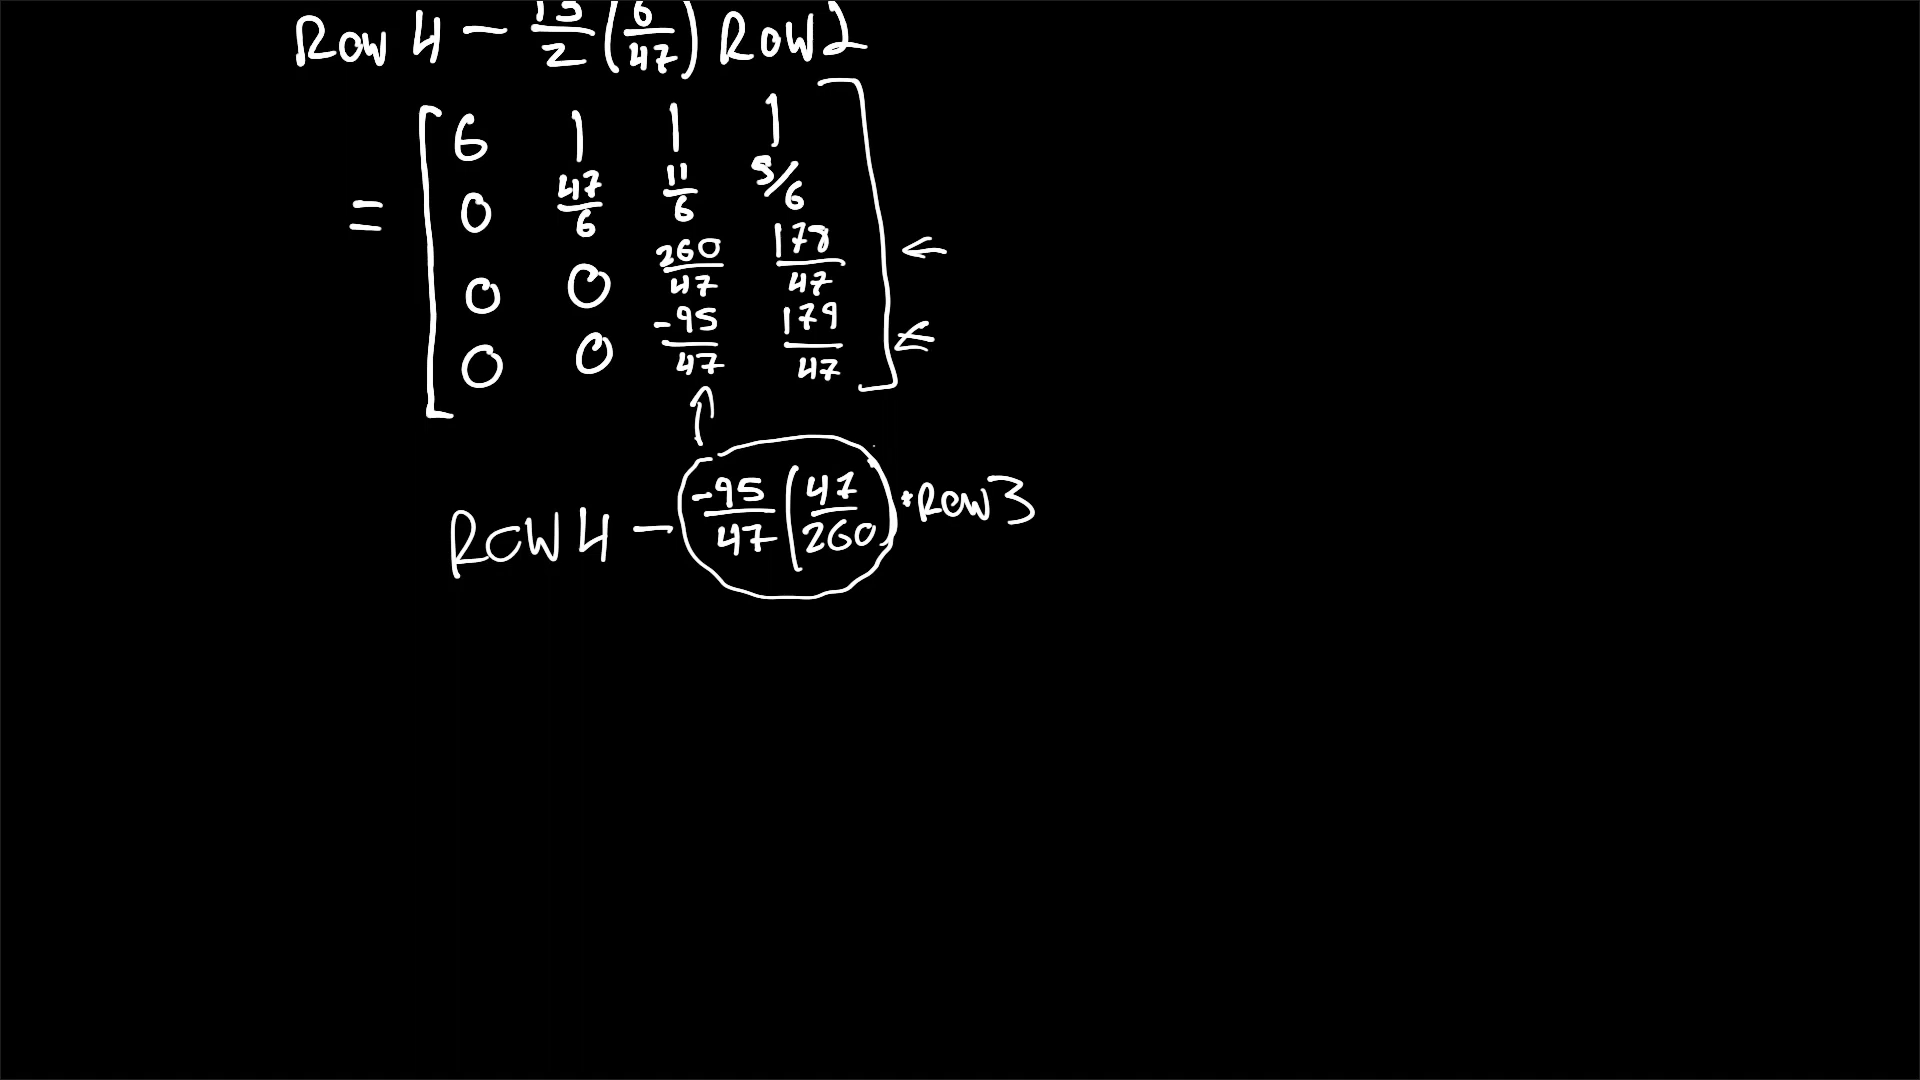 Row 4 - 15/2 (6/47) Row 2
= [ 6 1 1 1
0 47/6 11/6 5/6
0 0 260/47 178/47
0 0 -95/47 179/47 ]
Row 4 - -95/47 (47/260) * Row 3